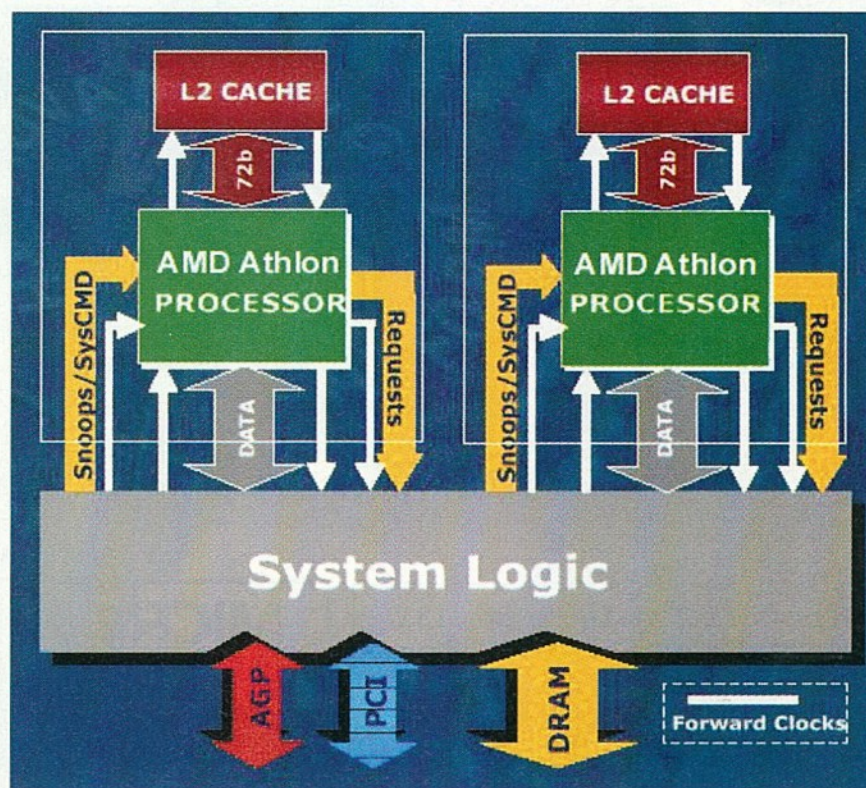 L2 CACHE
72b
AMD Athlon
PROCESSOR
Snoops/SysCMD
Requests
DATA
L2 CACHE
72b
AMD Athlon
PROCESSOR
Snoops/SysCMD
Requests
DATA
System Logic
AGP
PCI
DRAM
Forward Clocks